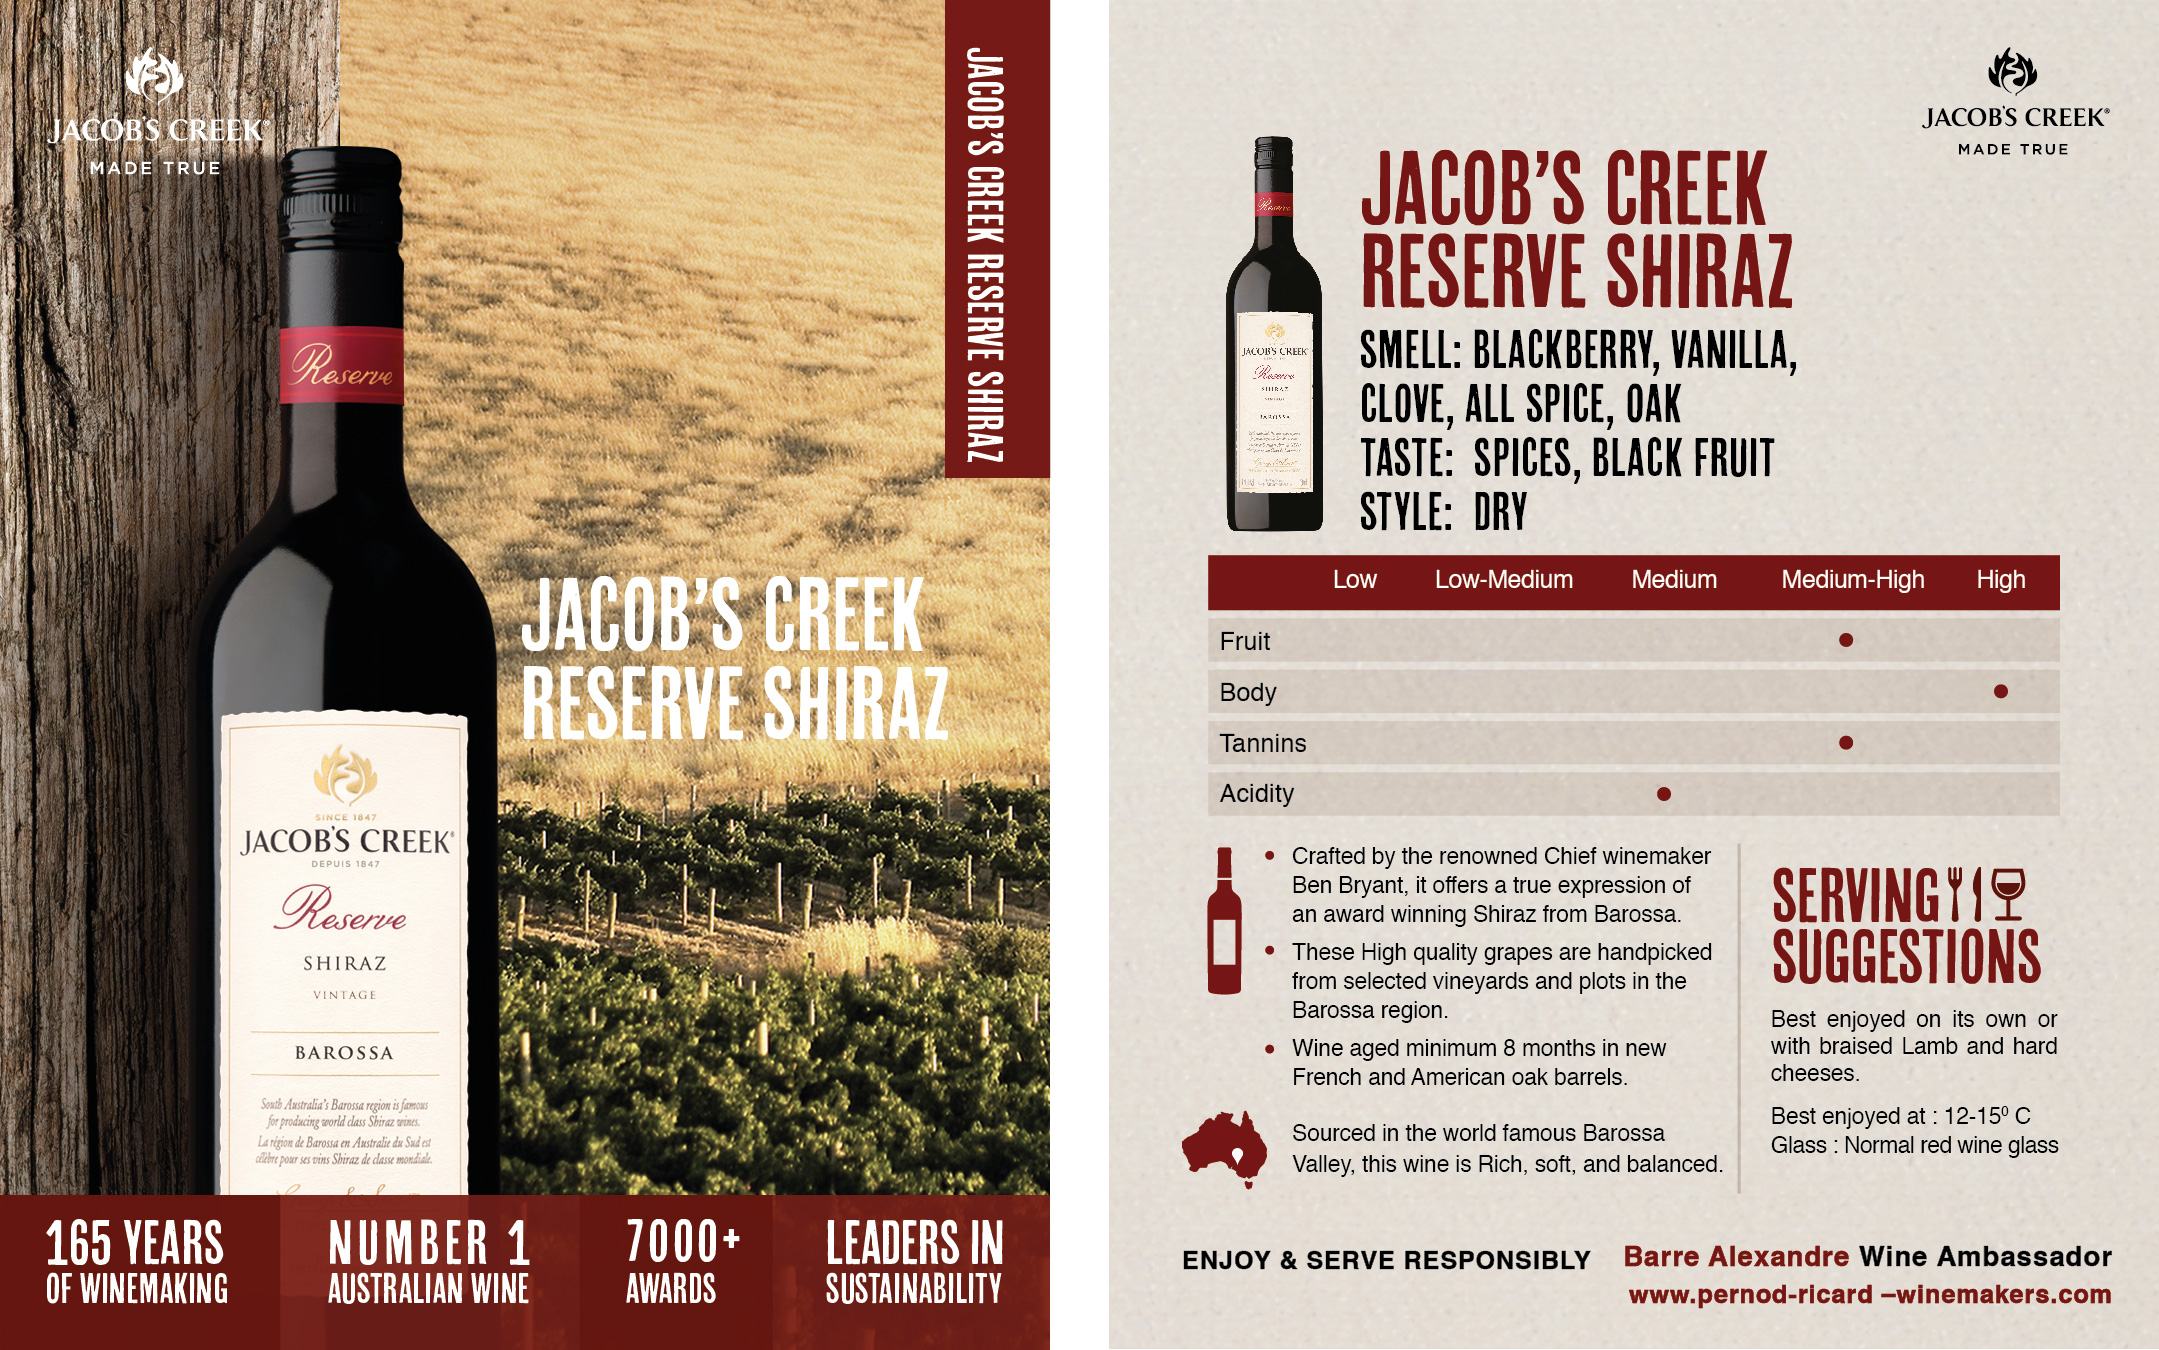 JACOB'S CREEK®
MADE TRUE
JACOB'S CREEK RESERVE SHIRAZ
Reserve
JACOB'S CREEK
RESERVE SHIRAZ
SINCE 1847
JACOB'S CREEK®
DEPUIS 1847
Reserve
SHIRAZ
VINTAGE
BAROSSA
South Australia's Barossa region is famous
for producing world class Shiraz wines.
La région de Barossa en Australie du Sud est
célèbre pour ses vins Shiraz de classe mondiale.
165 YEARS
OF WINEMAKING
NUMBER 1
AUSTRALIAN WINE
7000+
AWARDS
LEADERS IN
SUSTAINABILITY
JACOB'S CREEK®
MADE TRUE
Reserve
JACOB'S CREEK
Reserve
SHIRAZ
VINTAGE
BAROSSA
JACOB'S CREEK
RESERVE SHIRAZ
SMELL: BLACKBERRY, VANILLA,
CLOVE, ALL SPICE, OAK
TASTE: SPICES, BLACK FRUIT
STYLE: DRY
Low Low-Medium Medium Medium-High High
Fruit
Body
Tannins
Acidity
• Crafted by the renowned Chief winemaker
Ben Bryant, it offers a true expression of
an award winning Shiraz from Barossa.
• These High quality grapes are handpicked
from selected vineyards and plots in the
Barossa region.
• Wine aged minimum 8 months in new
French and American oak barrels.
Sourced in the world famous Barossa
Valley, this wine is Rich, soft, and balanced.
SERVING
SUGGESTIONS
Best enjoyed on its own or
with braised Lamb and hard
cheeses.
Best enjoyed at : 12-15⁰ C
Glass : Normal red wine glass
ENJOY & SERVE RESPONSIBLY
Barre Alexandre Wine Ambassador
www.pernod-ricard –winemakers.com